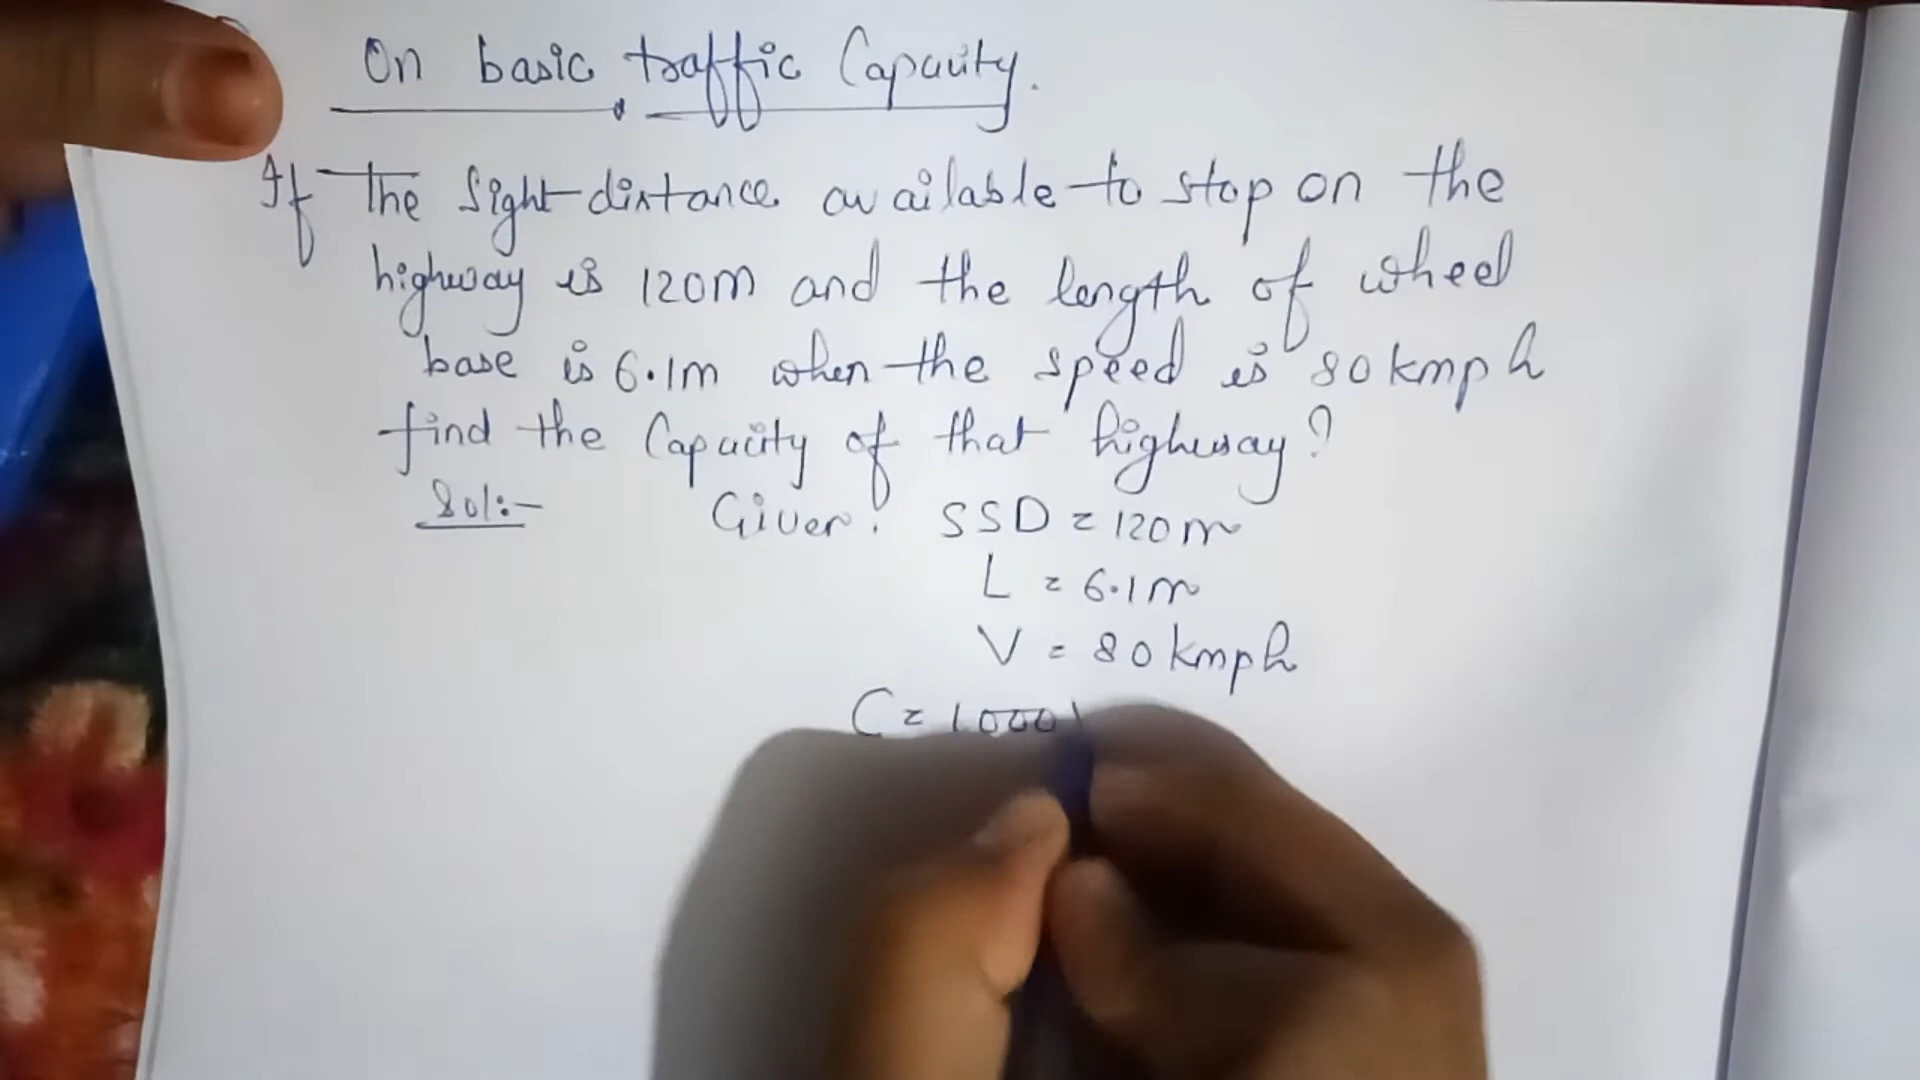 On basic traffic Capacity.
If the Sight distance available to stop on the
highway is 120m and the length of wheel
base is 6.1m when the speed is 80kmph
find the Capacity of that highway?
Sol:- Given: SSD = 120m
L = 6.1m
V = 80kmph
C = 1000